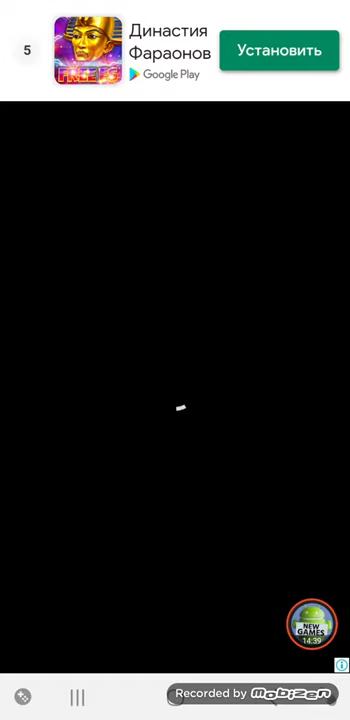 5
Династия
Фараонов
Google Play
Установить
FREE
NEW
GAMES
14:39
Recorded by Mobizen